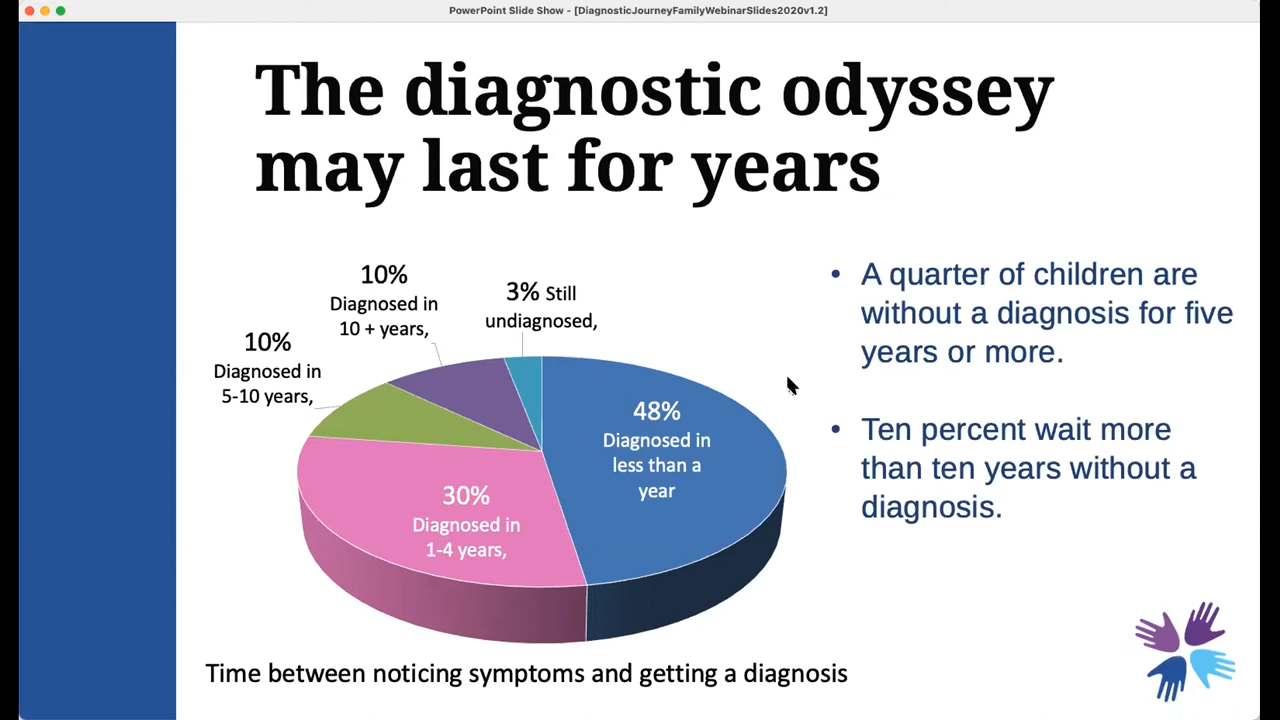 PowerPoint Slide Show - [DiagnosticJourneyFamilyWebinarSlides2020v1.2]
The diagnostic odyssey
may last for years
10%
Diagnosed in
10 + years,
3% Still
undiagnosed,
10%
Diagnosed in
5-10 years,
48%
Diagnosed in
less than a
year
30%
Diagnosed in
1-4 years,
Time between noticing symptoms and getting a diagnosis
• A quarter of children are
without a diagnosis for five
years or more.
• Ten percent wait more
than ten years without a
diagnosis.